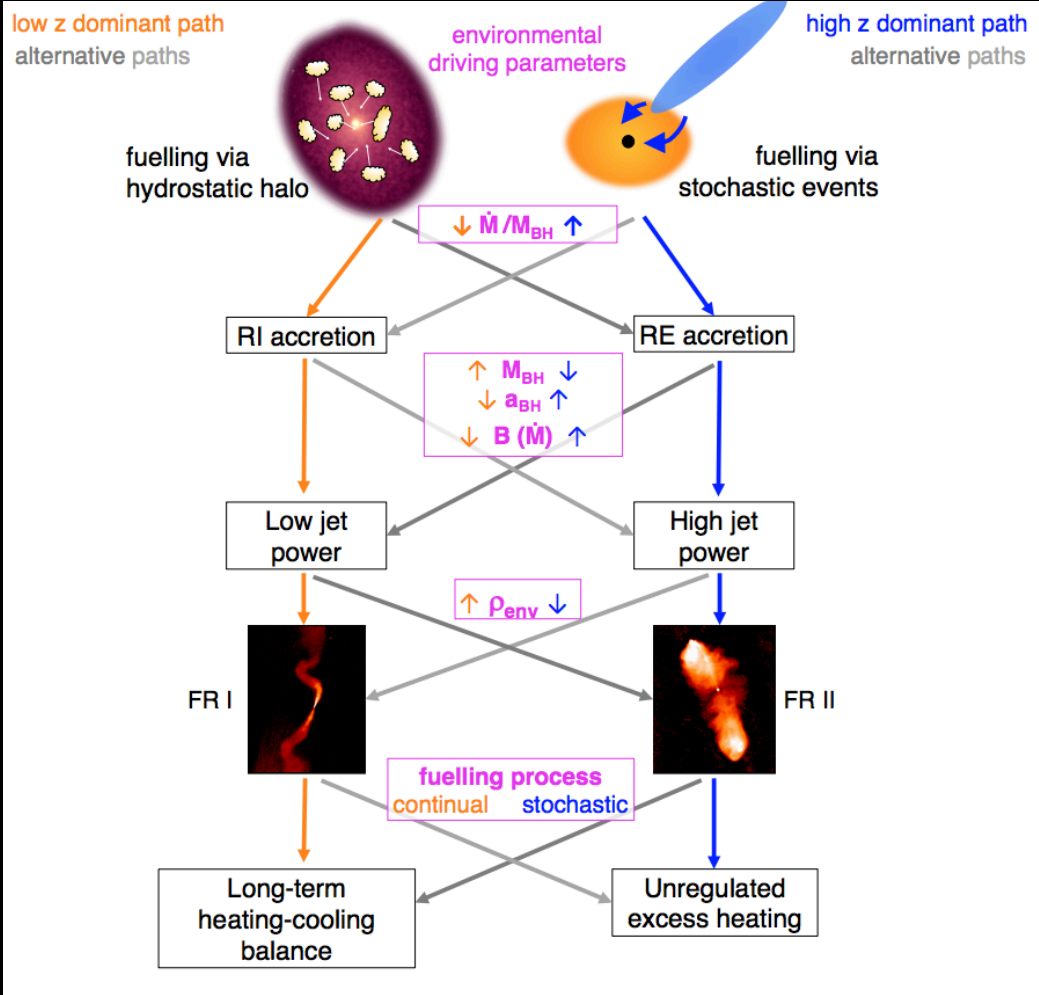 low z dominant path
alternative paths
environmental
driving parameters
high z dominant path
alternative paths
fuelling via
hydrostatic halo
fuelling via
stochastic events
↓ Ṁ/M_BH ↑
RI accretion
RE accretion
↑ M_BH ↓
↓ a_BH ↑
↓ B (Ṁ) ↑
Low jet
power
High jet
power
↑ ρ_env ↓
FR I
FR II
fuelling process
continual stochastic
Long-term
heating-cooling
balance
Unregulated
excess heating